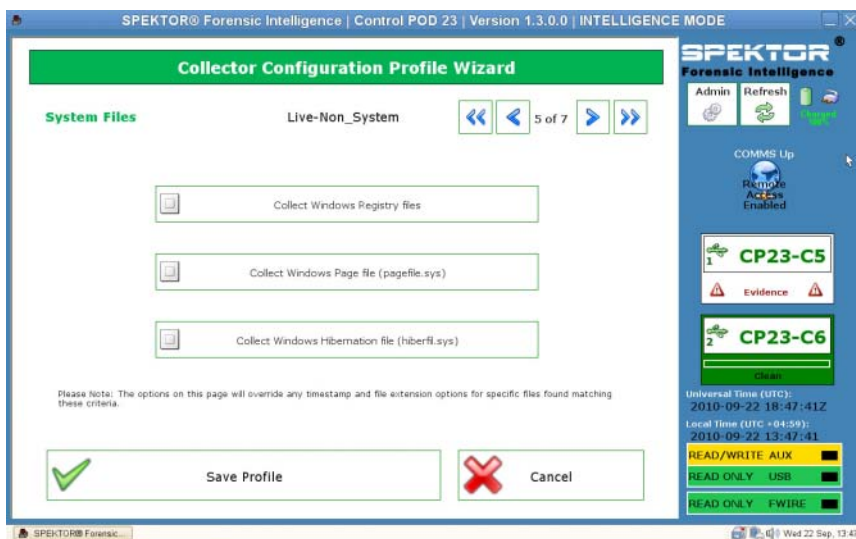 SPEKTOR® Forensic Intelligence | Control POD 23 | Version 1.3.0.0 | INTELLIGENCE MODE
Collector Configuration Profile Wizard
System Files
Live-Non_System
5 of 7
Collect Windows Registry files
Collect Windows Page file (pagefile.sys)
Collect Windows Hibernation file (hiberfil.sys)
Please Note: The options on this page will override any timestamp and file extension options for specific files found matching
these criteria.
Save Profile
Cancel
SPEKTOR®
Forensic Intelligence
Admin
Refresh
Charged
COMMS Up
Remote
Access
Enabled
1
CP23-C5
Evidence
2
CP23-C6
Clean
Universal Time (UTC):
2010-09-22 18:47:41Z
Local Time (UTC +04:59):
2010-09-22 13:47:41
READ/WRITE AUX
READ ONLY USB
READ ONLY FWIRE
SPEKTOR® Forensic...
Wed 22 Sep, 13:4